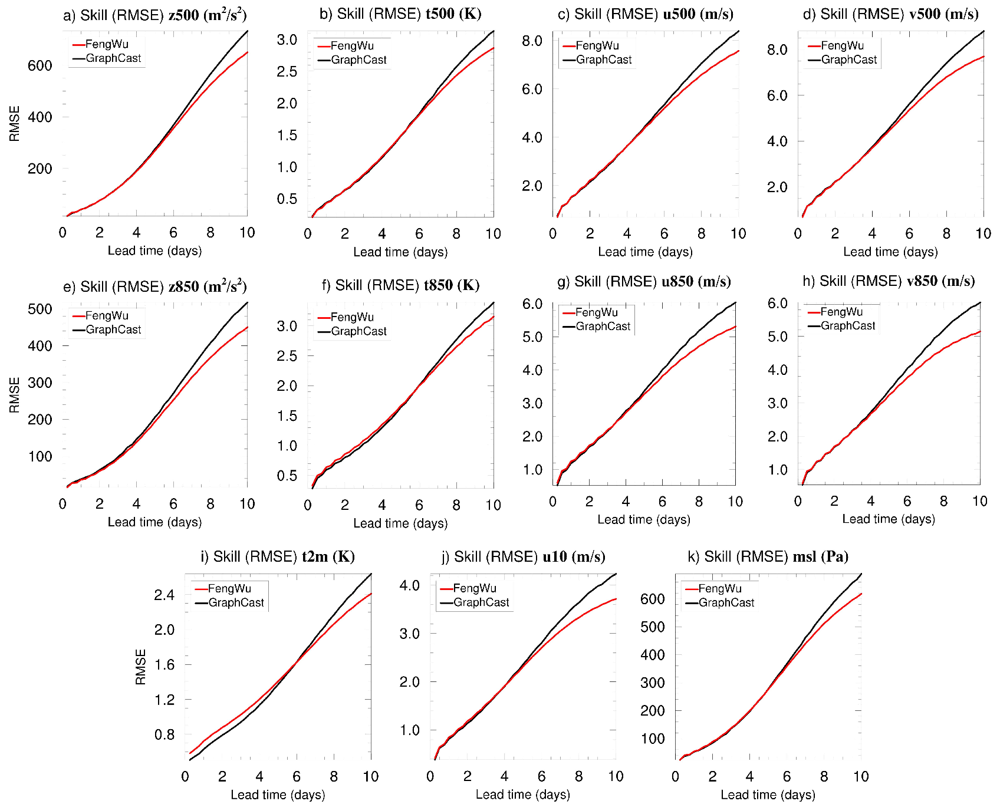 a) Skill (RMSE) z500 (m²/s²)
FengWu
GraphCast
RMSE
600
400
200
0 2 4 6 8 10
Lead time (days)
b) Skill (RMSE) t500 (K)
FengWu
GraphCast
3.0
2.5
2.0
1.5
1.0
0.5
0 2 4 6 8 10
Lead time (days)
c) Skill (RMSE) u500 (m/s)
FengWu
GraphCast
8.0
6.0
4.0
2.0
0 2 4 6 8 10
Lead time (days)
d) Skill (RMSE) v500 (m/s)
FengWu
GraphCast
8.0
6.0
4.0
2.0
0 2 4 6 8 10
Lead time (days)
e) Skill (RMSE) z850 (m²/s²)
FengWu
GraphCast
RMSE
500
400
300
200
100
0 2 4 6 8 10
Lead time (days)
f) Skill (RMSE) t850 (K)
FengWu
GraphCast
3.0
2.5
2.0
1.5
1.0
0.5
0 2 4 6 8 10
Lead time (days)
g) Skill (RMSE) u850 (m/s)
FengWu
GraphCast
6.0
5.0
4.0
3.0
2.0
1.0
0 2 4 6 8 10
Lead time (days)
h) Skill (RMSE) v850 (m/s)
FengWu
GraphCast
6.0
5.0
4.0
3.0
2.0
1.0
0 2 4 6 8 10
Lead time (days)
i) Skill (RMSE) t2m (K)
FengWu
GraphCast
RMSE
2.4
2.0
1.6
1.2
0.8
0 2 4 6 8 10
Lead time (days)
j) Skill (RMSE) u10 (m/s)
FengWu
GraphCast
4.0
3.0
2.0
1.0
0 2 4 6 8 10
Lead time (days)
k) Skill (RMSE) msl (Pa)
FengWu
GraphCast
600
500
400
300
200
100
0 2 4 6 8 10
Lead time (days)